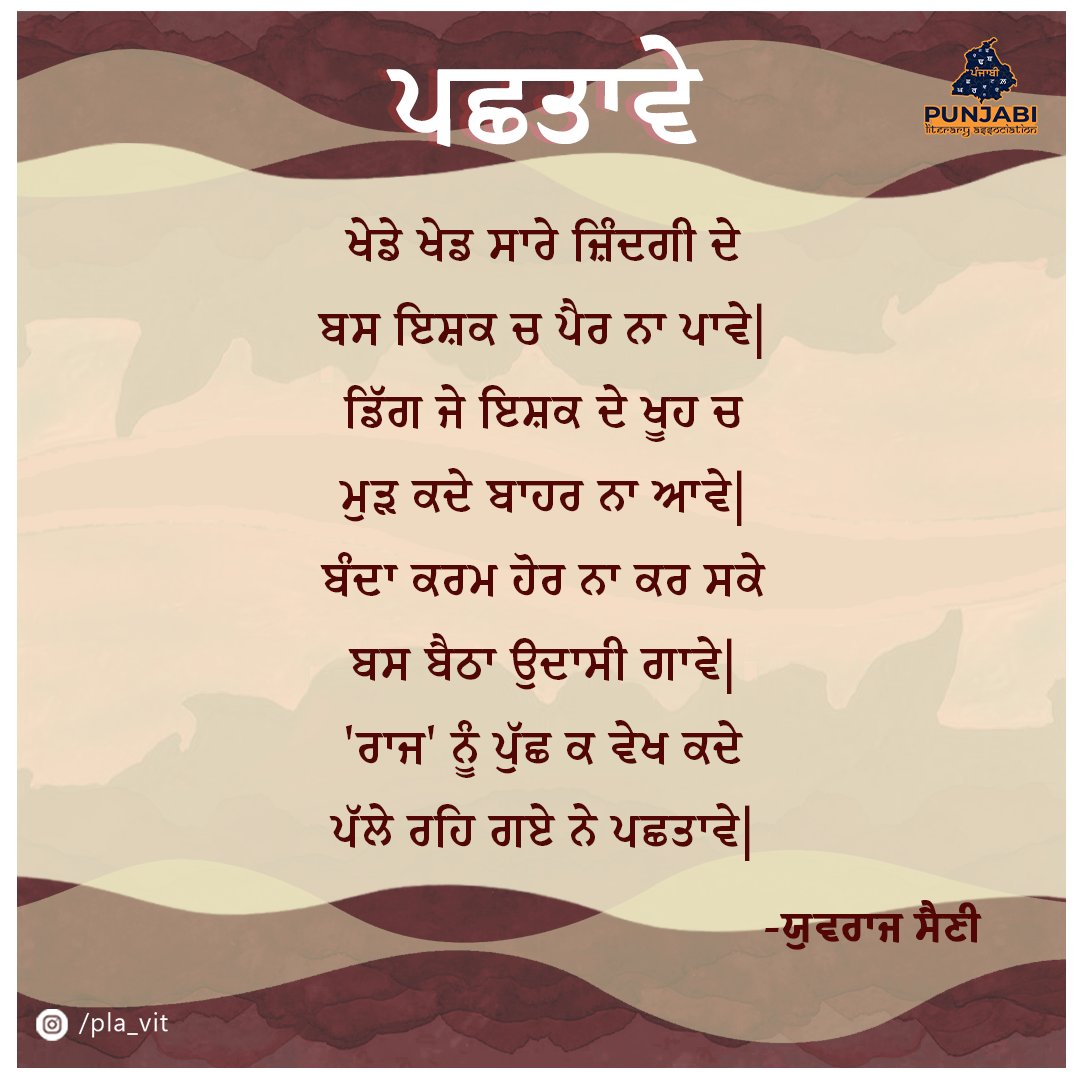 ਪਛਤਾਵੇ
ਪੰਜਾਬੀ
PUNJABI
literary association
ਖੇਡੇ ਖੇਡ ਸਾਰੇ ਜ਼ਿੰਦਗੀ ਦੇ
ਬਸ ਇਸ਼ਕ ਚ ਪੈਰ ਨਾ ਪਾਵੇ|
ਡਿੱਗ ਜੇ ਇਸ਼ਕ ਦੇ ਖੂਹ ਚ
ਮੁੜ ਕਦੇ ਬਾਹਰ ਨਾ ਆਵੇ|
ਬੰਦਾ ਕਰਮ ਹੋਰ ਨਾ ਕਰ ਸਕੇ
ਬਸ ਬੈਠਾ ਉਦਾਸੀ ਗਾਵੇ|
'ਰਾਜ' ਨੂੰ ਪੁੱਛ ਕ ਵੇਖ ਕਦੇ
ਪੱਲੇ ਰਹਿ ਗਏ ਨੇ ਪਛਤਾਵੇ|
-ਯੁਵਰਾਜ ਸੈਣੀ
/pla_vit